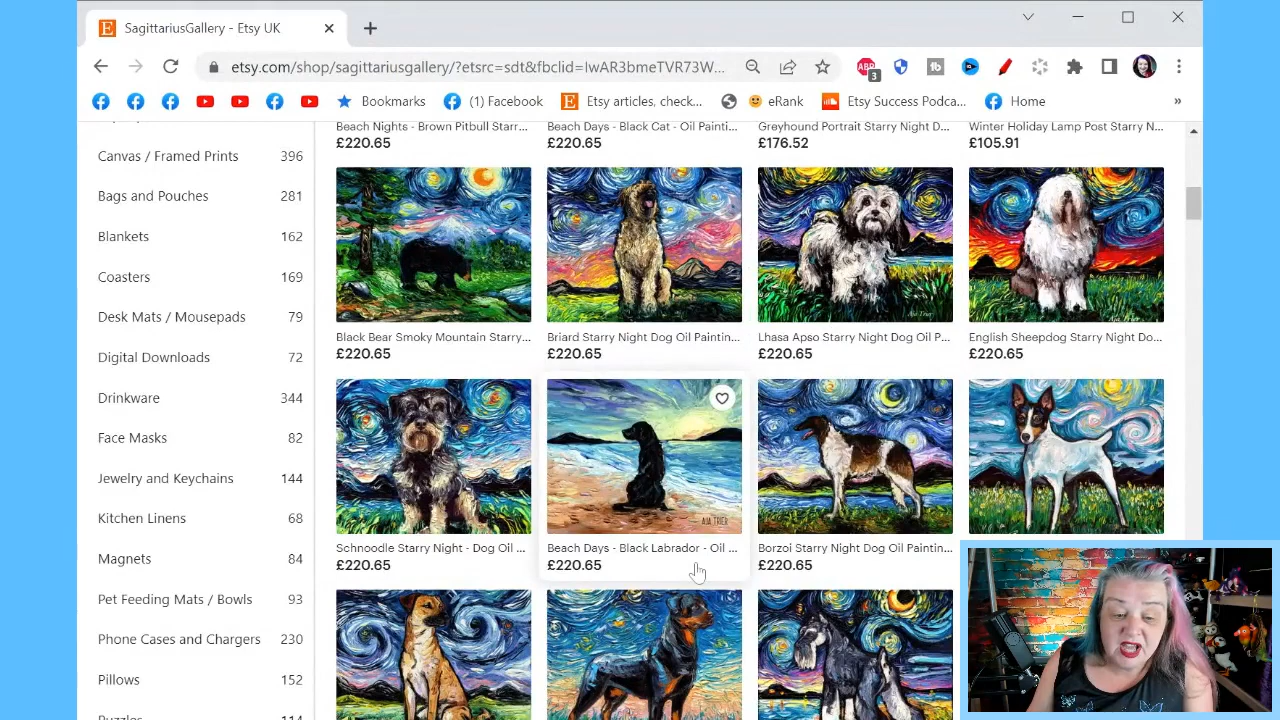 SagittariusGallery - Etsy UK
etsy.com/shop/sagittariusgallery/?etsrc=sdt&fbclid=IwAR3bmeTVR73W...
ABP
3
Bookmarks
(1) Facebook
Etsy articles, check...
eRank
Etsy Success Podca...
Home
»
Canvas / Framed Prints 396
Bags and Pouches 281
Blankets 162
Coasters 169
Desk Mats / Mousepads 79
Digital Downloads 72
Drinkware 344
Face Masks 82
Jewelry and Keychains 144
Kitchen Linens 68
Magnets 84
Pet Feeding Mats / Bowls 93
Phone Cases and Chargers 230
Pillows 152
Puzzles 114
Beach Nights - Brown Pitbull Starr...
£220.65
Beach Days - Black Cat - Oil Painti...
£220.65
Greyhound Portrait Starry Night D...
£176.52
Winter Holiday Lamp Post Starry N...
£105.91
Black Bear Smoky Mountain Starry...
£220.65
Briard Starry Night Dog Oil Paintin...
£220.65
Lhasa Apso Starry Night Dog Oil P...
£220.65
English Sheepdog Starry Night Do...
£220.65
Schnoodle Starry Night - Dog Oil ...
£220.65
AJA TRIER
Beach Days - Black Labrador - Oil ...
£220.65
Borzoi Starry Night Dog Oil Paintin...
£220.65